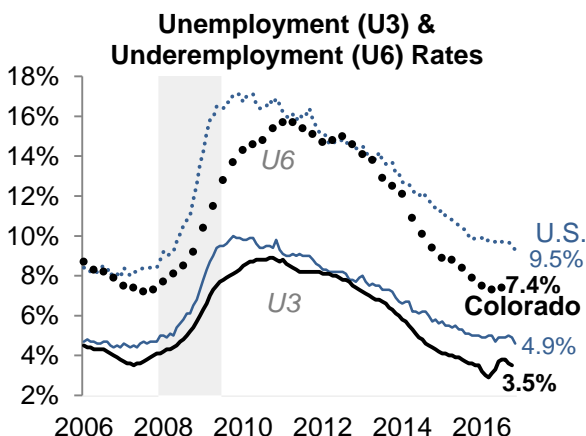 Unemployment (U3) &
Underemployment (U6) Rates
18%
16%
14%
12%
10%
8%
6%
4%
2%
U6
U3
U.S.
9.5%
7.4%
Colorado
4.9%
3.5%
2006 2008 2010 2012 2014 2016